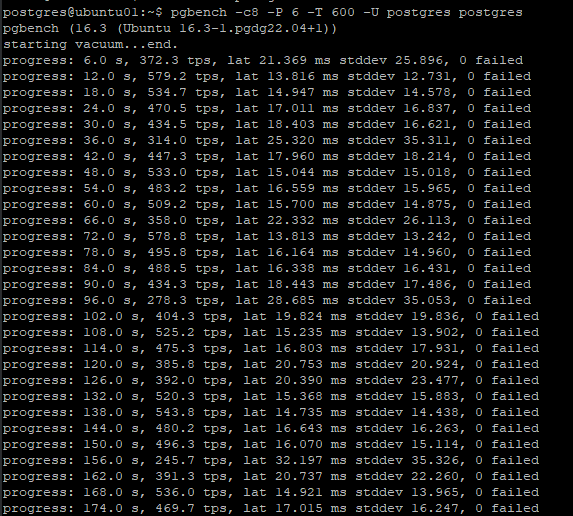 postgres@ubuntu01:~$ pgbench -c8 -P 6 -T 600 -U postgres postgres
pgbench (16.3 (Ubuntu 16.3-1.pgdg22.04+1))
starting vacuum...end.
progress: 6.0 s, 372.3 tps, lat 21.369 ms stddev 25.896, 0 failed
progress: 12.0 s, 579.2 tps, lat 13.816 ms stddev 12.731, 0 failed
progress: 18.0 s, 534.7 tps, lat 14.947 ms stddev 14.578, 0 failed
progress: 24.0 s, 470.5 tps, lat 17.011 ms stddev 16.837, 0 failed
progress: 30.0 s, 434.5 tps, lat 18.403 ms stddev 16.621, 0 failed
progress: 36.0 s, 314.0 tps, lat 25.320 ms stddev 35.311, 0 failed
progress: 42.0 s, 447.3 tps, lat 17.960 ms stddev 18.214, 0 failed
progress: 48.0 s, 533.0 tps, lat 15.044 ms stddev 15.018, 0 failed
progress: 54.0 s, 483.2 tps, lat 16.559 ms stddev 15.965, 0 failed
progress: 60.0 s, 509.2 tps, lat 15.700 ms stddev 14.875, 0 failed
progress: 66.0 s, 358.0 tps, lat 22.332 ms stddev 26.113, 0 failed
progress: 72.0 s, 578.8 tps, lat 13.813 ms stddev 13.242, 0 failed
progress: 78.0 s, 495.8 tps, lat 16.164 ms stddev 14.960, 0 failed
progress: 84.0 s, 488.5 tps, lat 16.338 ms stddev 16.431, 0 failed
progress: 90.0 s, 434.3 tps, lat 18.443 ms stddev 17.486, 0 failed
progress: 96.0 s, 278.3 tps, lat 28.685 ms stddev 35.053, 0 failed
progress: 102.0 s, 404.3 tps, lat 19.824 ms stddev 19.836, 0 failed
progress: 108.0 s, 525.2 tps, lat 15.235 ms stddev 13.902, 0 failed
progress: 114.0 s, 475.3 tps, lat 16.803 ms stddev 17.931, 0 failed
progress: 120.0 s, 385.8 tps, lat 20.753 ms stddev 20.924, 0 failed
progress: 126.0 s, 392.0 tps, lat 20.390 ms stddev 23.477, 0 failed
progress: 132.0 s, 520.3 tps, lat 15.368 ms stddev 15.883, 0 failed
progress: 138.0 s, 543.8 tps, lat 14.735 ms stddev 14.438, 0 failed
progress: 144.0 s, 480.2 tps, lat 16.643 ms stddev 16.263, 0 failed
progress: 150.0 s, 496.3 tps, lat 16.070 ms stddev 15.114, 0 failed
progress: 156.0 s, 245.7 tps, lat 32.197 ms stddev 35.326, 0 failed
progress: 162.0 s, 391.3 tps, lat 20.737 ms stddev 22.260, 0 failed
progress: 168.0 s, 536.0 tps, lat 14.921 ms stddev 13.965, 0 failed
progress: 174.0 s, 469.7 tps, lat 17.015 ms stddev 16.247, 0 failed